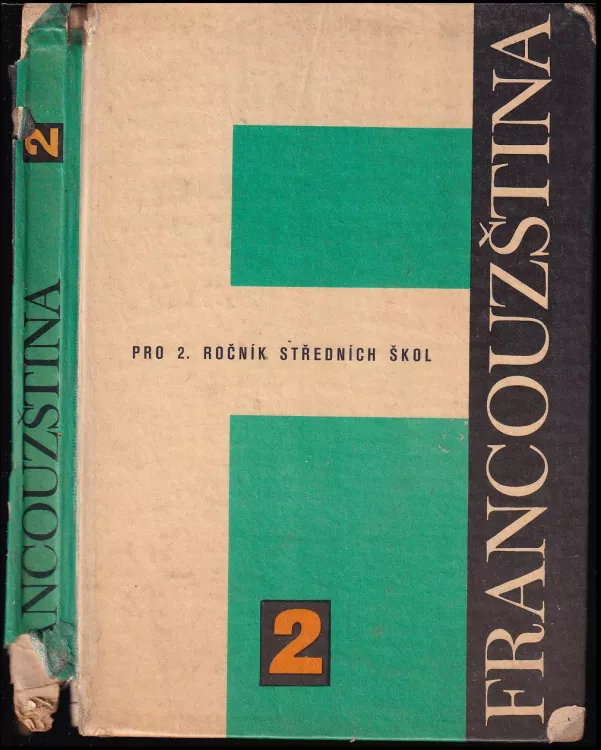 2
NCOUZŠTINA
PRO 2. ROČNÍK STŘEDNÍCH ŠKOL
2
FRANCOUZŠTINA